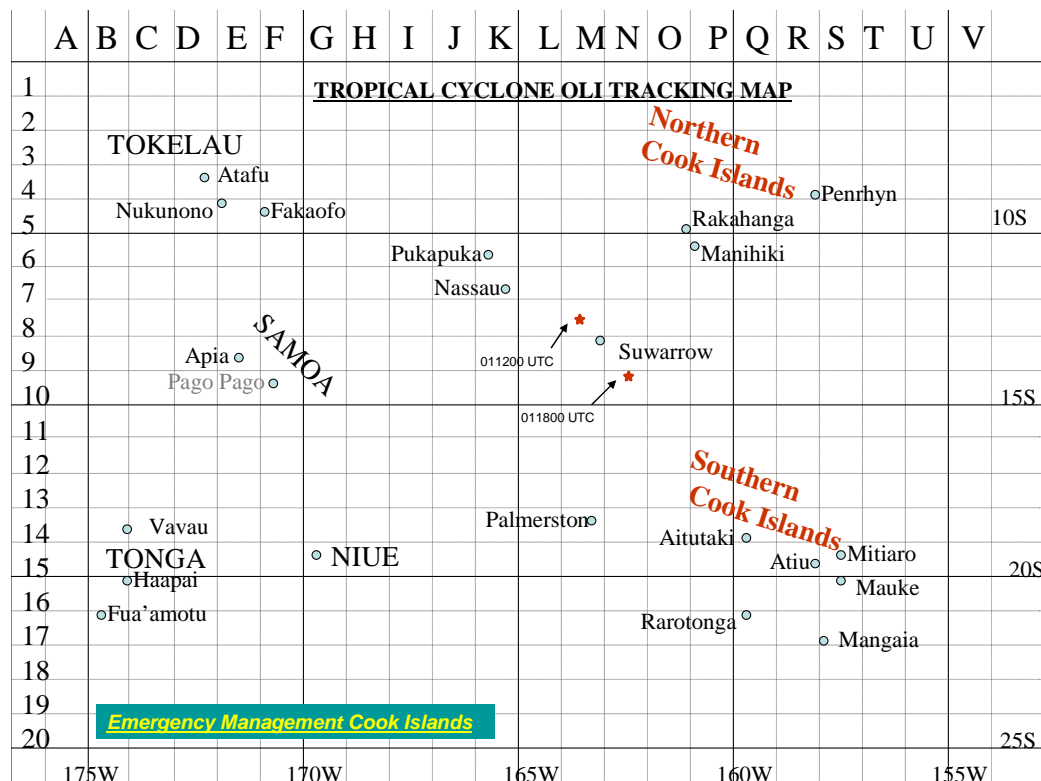 A B C D E F G H I J K L M N O P Q R S T U V
1
TROPICAL CYCLONE OLI TRACKING MAP
2
Northern
Cook Islands
TOKELAU
3
Atafu
4
Penrhyn
Nukunono
Fakaofo
5
Rakahanga
10S
6
Pukapuka
Manihiki
7
Nassau
8
SAMOA
Suwarrow
011200 UTC
9
Apia
Pago Pago
10
15S
011800 UTC
11
12
Southern
Cook Islands
13
14
Palmerston
Vavau
Aitutaki
TONGA
NIUE
Mitiaro
Atiu
15
Haapai
20S
Mauke
16
Fua’amotu
Rarotonga
17
Mangaia
18
19
Emergency Management Cook Islands
20
25S
175W 170W 165W 160W 155W